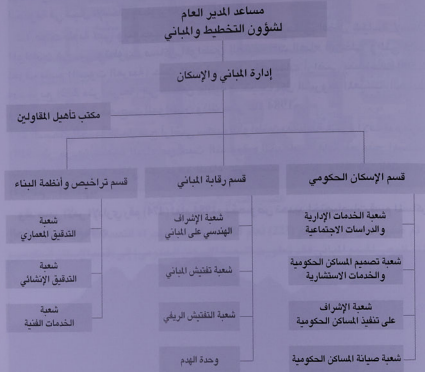 مساعد المدير العام
لشؤون التخطيط والمباني
إدارة المباني والإسكان
مكتب تأهيل المقاولين
قسم الإسكان الحكومي
قسم رقابة المباني
قسم تراخيص وأنظمة البناء
شعبة الخدمات الإدارية
والدراسات الاجتماعية
شعبة تصميم المساكن الحكومية
والخدمات الاستشارية
شعبة الإشراف
على تنفيذ المساكن الحكومية
شعبة صيانة المساكن الحكومية
شعبة الإشراف
الهندسي على المباني
شعبة تفتيش المباني
شعبة التفتيش الريفي
وحدة الهدم
شعبة
التدقيق المعماري
شعبة
التدقيق الإنشائي
شعبة
الخدمات الفنية